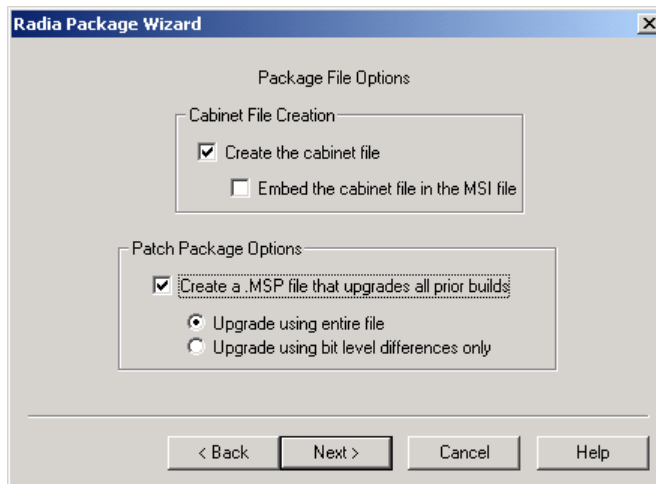 Radia Package Wizard
Package File Options
Cabinet File Creation
Create the cabinet file
Embed the cabinet file in the MSI file
Patch Package Options
Create a .MSP file that upgrades all prior builds
Upgrade using entire file
Upgrade using bit level differences only
< Back
Next >
Cancel
Help